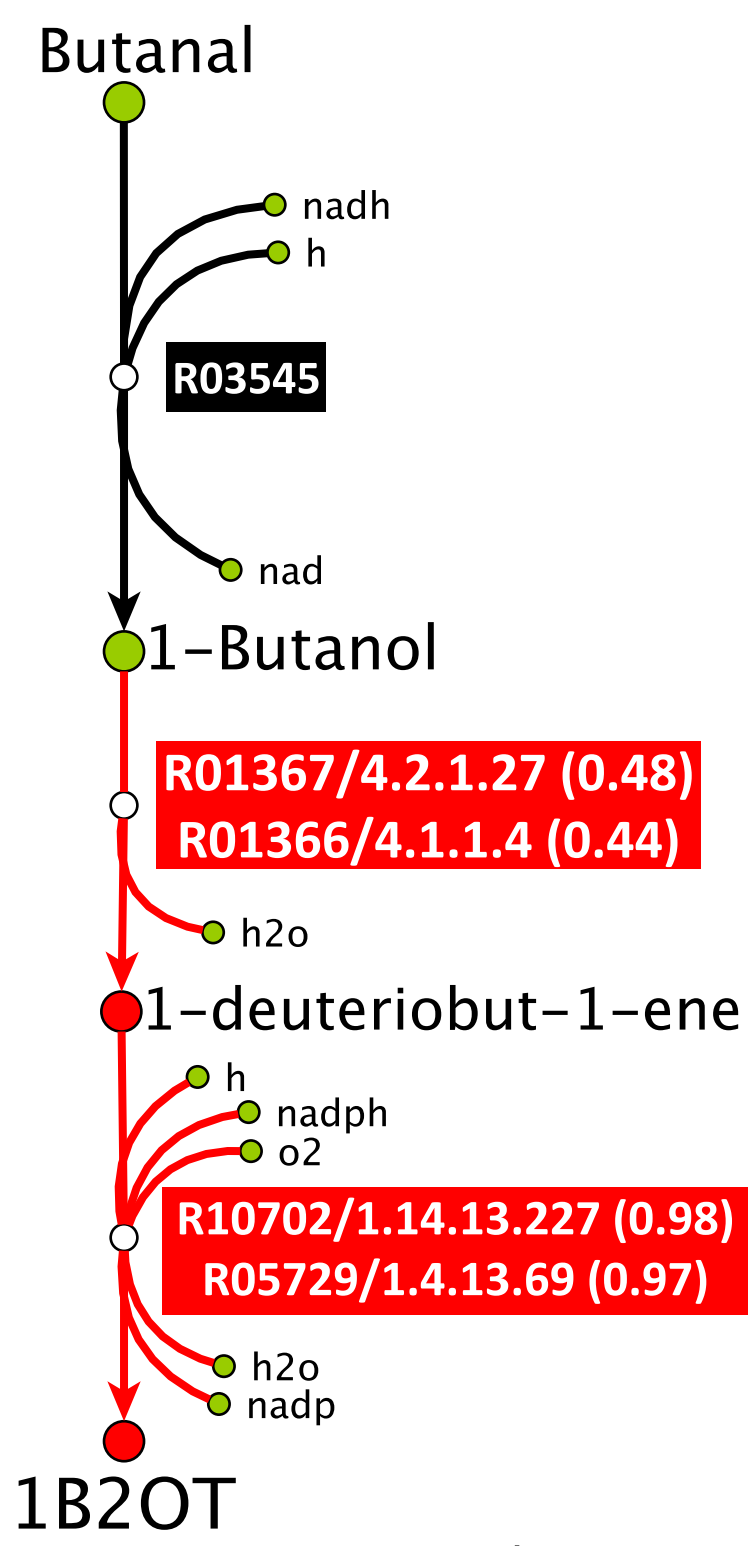 Butanal
nadh
h
R03545
nad
1-Butanol
R01367/4.2.1.27 (0.48)
R01366/4.1.1.4 (0.44)
h2o
1-deuteriobut-1-ene
h
nadph
o2
R10702/1.14.13.227 (0.98)
R05729/1.4.13.69 (0.97)
h2o
nadp
1B2OT